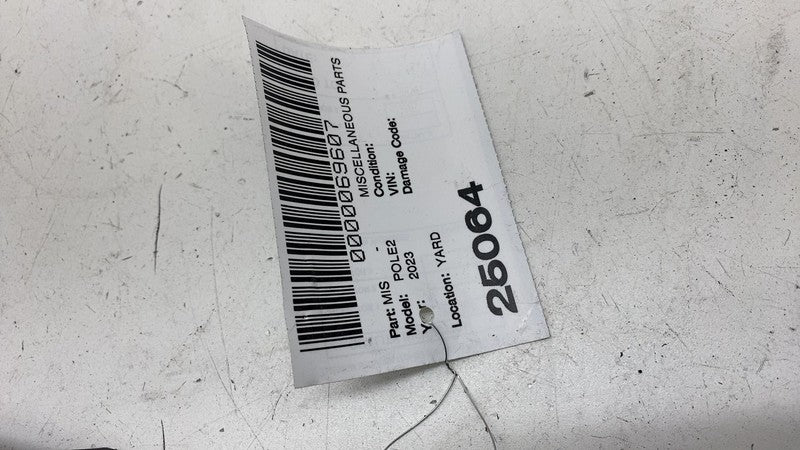 0000069607
MISCELLANEOUS PARTS
Part: MIS - Condition:
Model: POLE2 VIN:
Year: 2023 Damage Code:
Location: YARD
25064